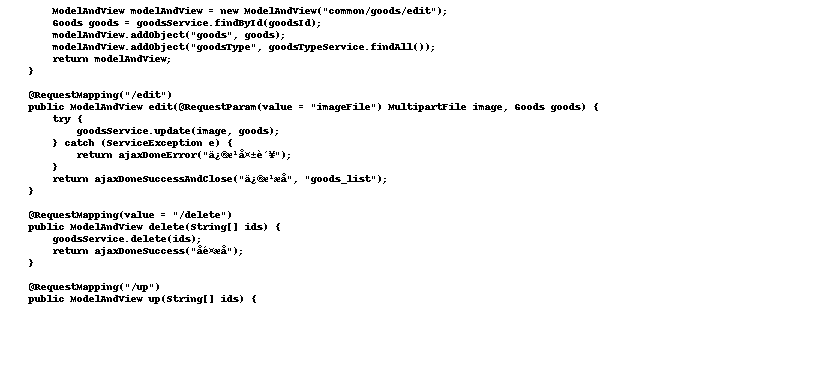 ModelAndView modelAndView = new ModelAndView("common/goods/edit");
Goods goods = goodsService.findById(goodsId);
modelAndView.addObject("goods", goods);
modelAndView.addObject("goodsType", goodsTypeService.findAll());
return modelAndView;
}
@RequestMapping("/edit")
public ModelAndView edit(@RequestParam(value = "imageFile") MultipartFile image, Goods goods) {
try {
goodsService.update(image, goods);
} catch (ServiceException e) {
return ajaxDoneError("ä¿®æ¹å¤±è´¥");
}
return ajaxDoneSuccessAndClose("ä¿®æ¹æå", "goods_list");
}
@RequestMapping(value = "/delete")
public ModelAndView delete(String[] ids) {
goodsService.delete(ids);
return ajaxDoneSuccess("å é¤æå");
}
@RequestMapping("/up")
public ModelAndView up(String[] ids) {